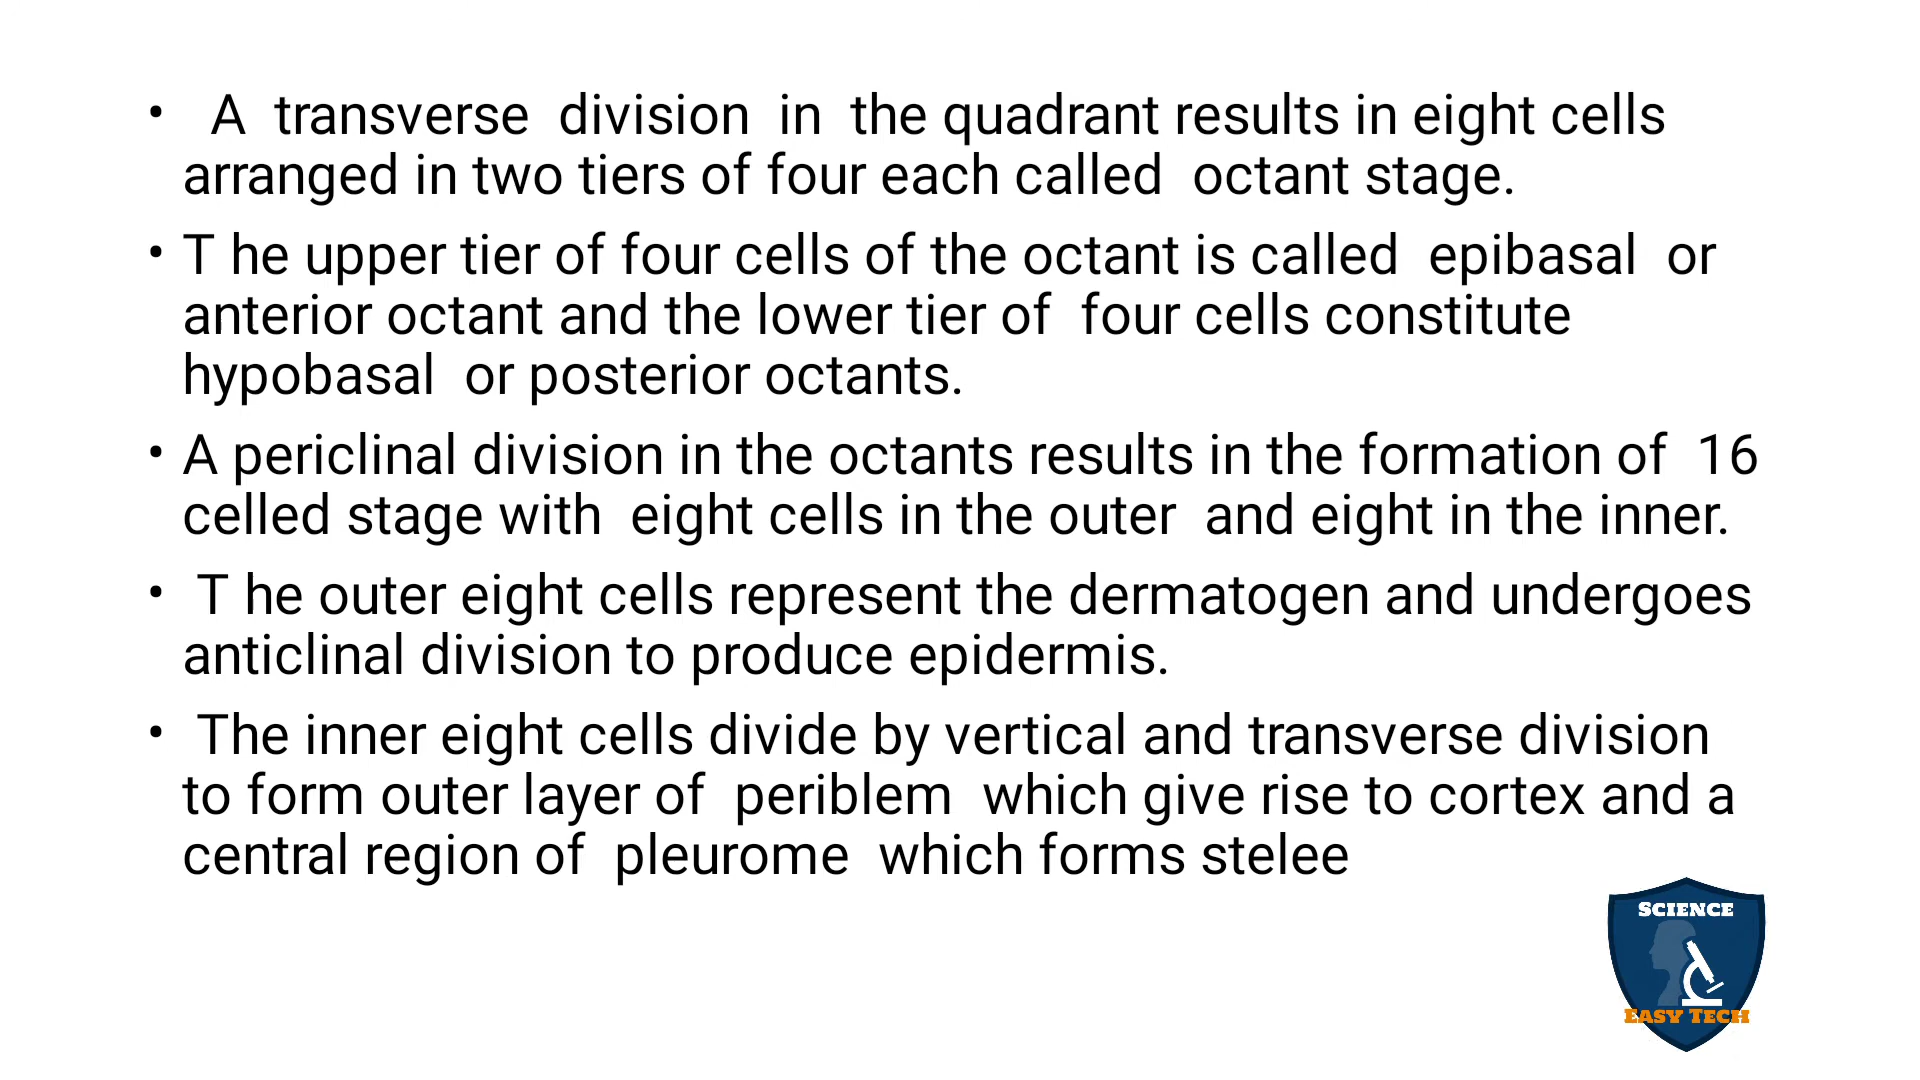 • A transverse division in the quadrant results in eight cells
arranged in two tiers of four each called octant stage.
• T he upper tier of four cells of the octant is called epibasal or
anterior octant and the lower tier of four cells constitute
hypobasal or posterior octants.
• A periclinal division in the octants results in the formation of 16
celled stage with eight cells in the outer and eight in the inner.
• T he outer eight cells represent the dermatogen and undergoes
anticlinal division to produce epidermis.
• The inner eight cells divide by vertical and transverse division
to form outer layer of periblem which give rise to cortex and a
central region of pleurome which forms stelee
SCIENCE
EASY TECH